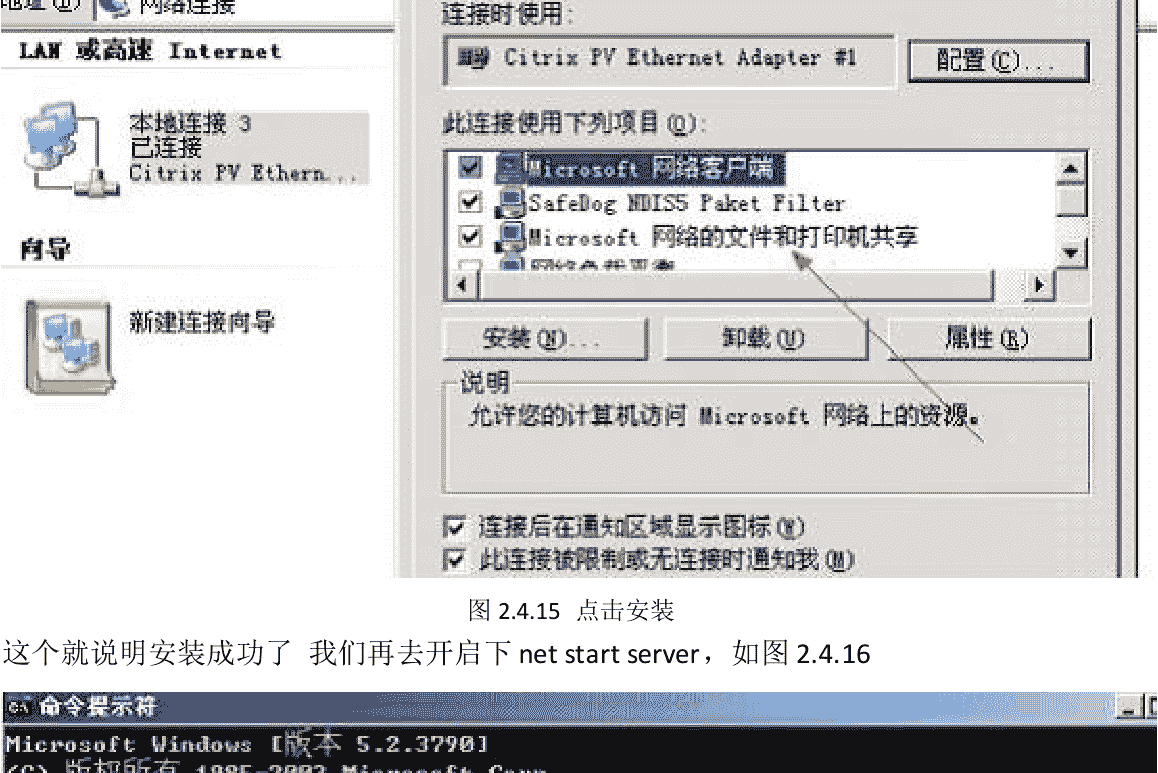 地址(D) 网络连接
LAN 或高速 Internet
本地连接 3
已连接
Citrix PV Ethern...
向导
新建连接向导
连接时使用:
Citrix PV Ethernet Adapter #1
配置(C)...
此连接使用下列项目(O):
Microsoft 网络客户端
SafeDog NDIS5 Paket Filter
Microsoft 网络的文件和打印机共享
安装(N)...
卸载(U)
属性(R)
说明
允许您的计算机访问 Microsoft 网络上的资源。
连接后在通知区域显示图标(W)
此连接被限制或无连接时通知我(M)
图 2.4.15 点击安装
这个就说明安装成功了 我们再去开启下 net start server，如图 2.4.16
命令提示符
Microsoft Windows [版本 5.2.3790]
(C) 版权所有 1985-2003 Microsoft Corp